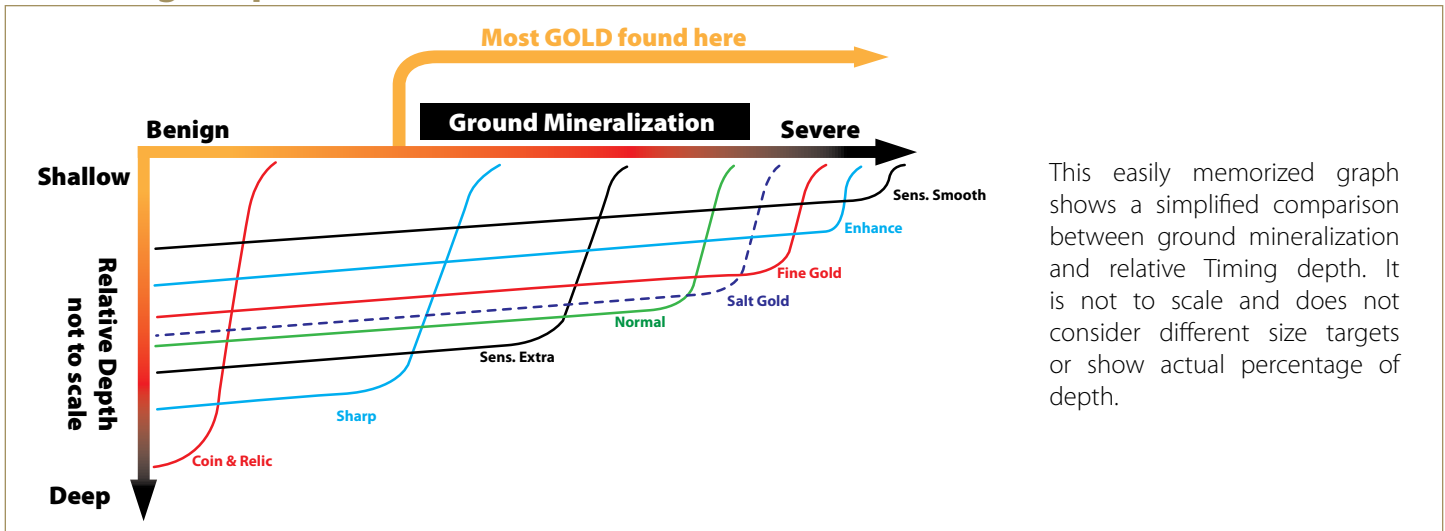 Most GOLD found here
Benign
Ground Mineralization
Severe
Shallow
Relative Depth
not to scale
Deep
Sens. Smooth
Enhance
Fine Gold
Salt Gold
Normal
Sens. Extra
Sharp
Coin & Relic
This easily memorized graph
shows a simplified comparison
between ground mineralization
and relative Timing depth. It
is not to scale and does not
consider different size targets
or show actual percentage of
depth.